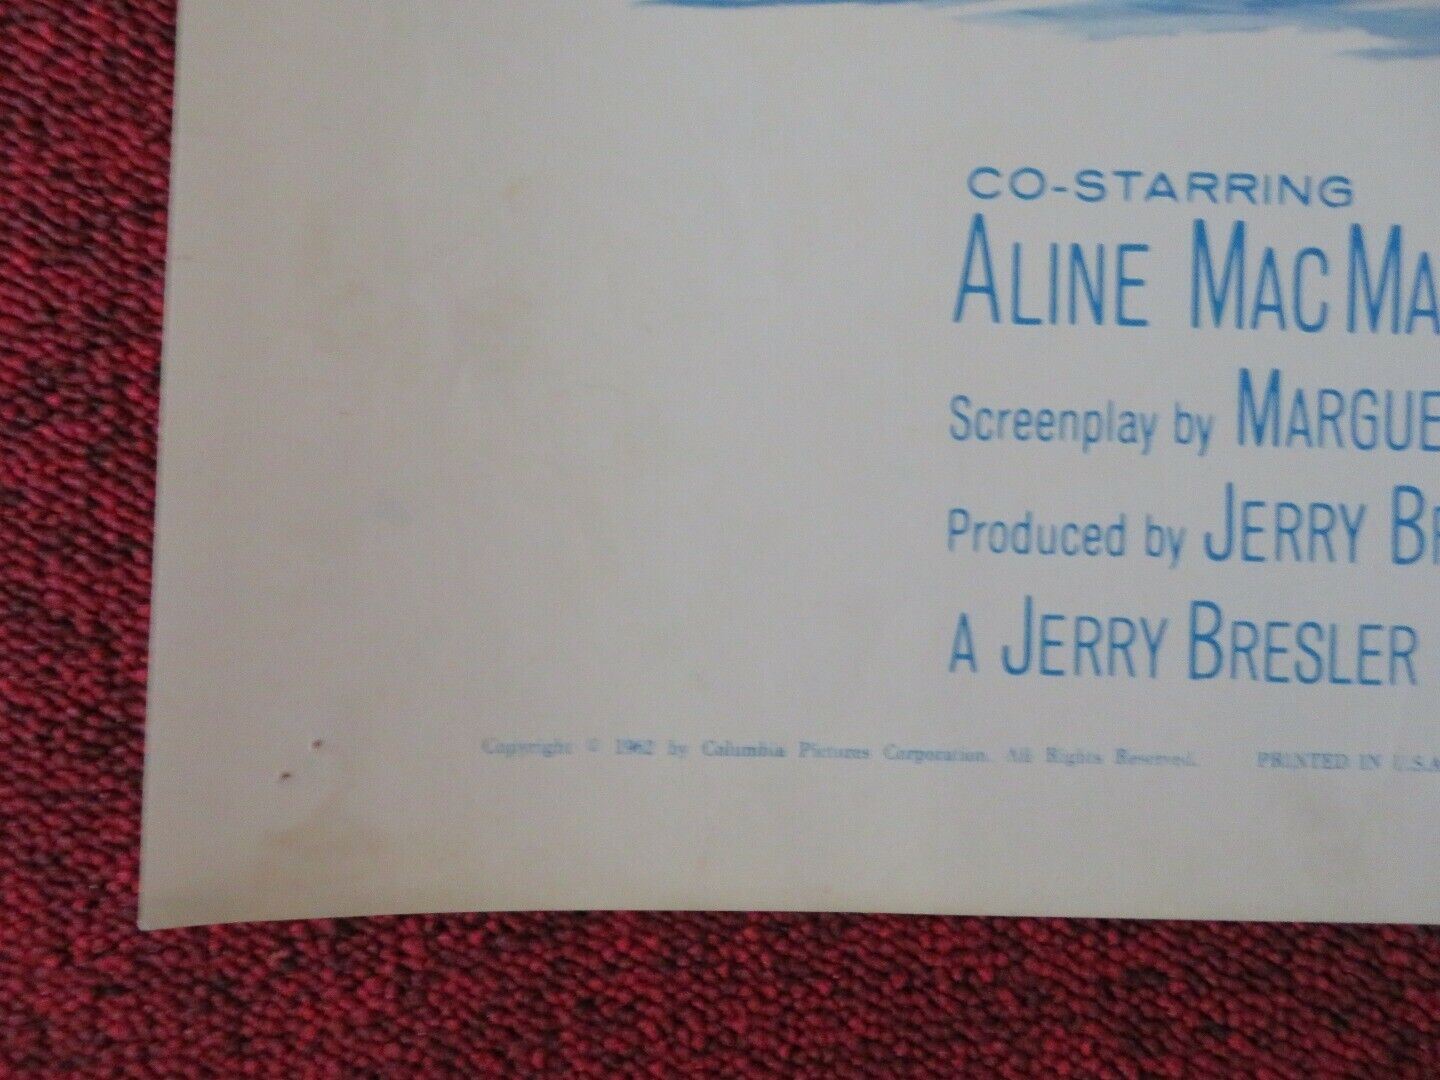 CO-STARRING
ALINE MACMA
Screenplay by MARGUE
Produced by JERRY BR
A JERRY BRESLER
Copyright © 1962 by Columbia Pictures Corporation. All Rights Reserved. PRINTED IN U.S.A